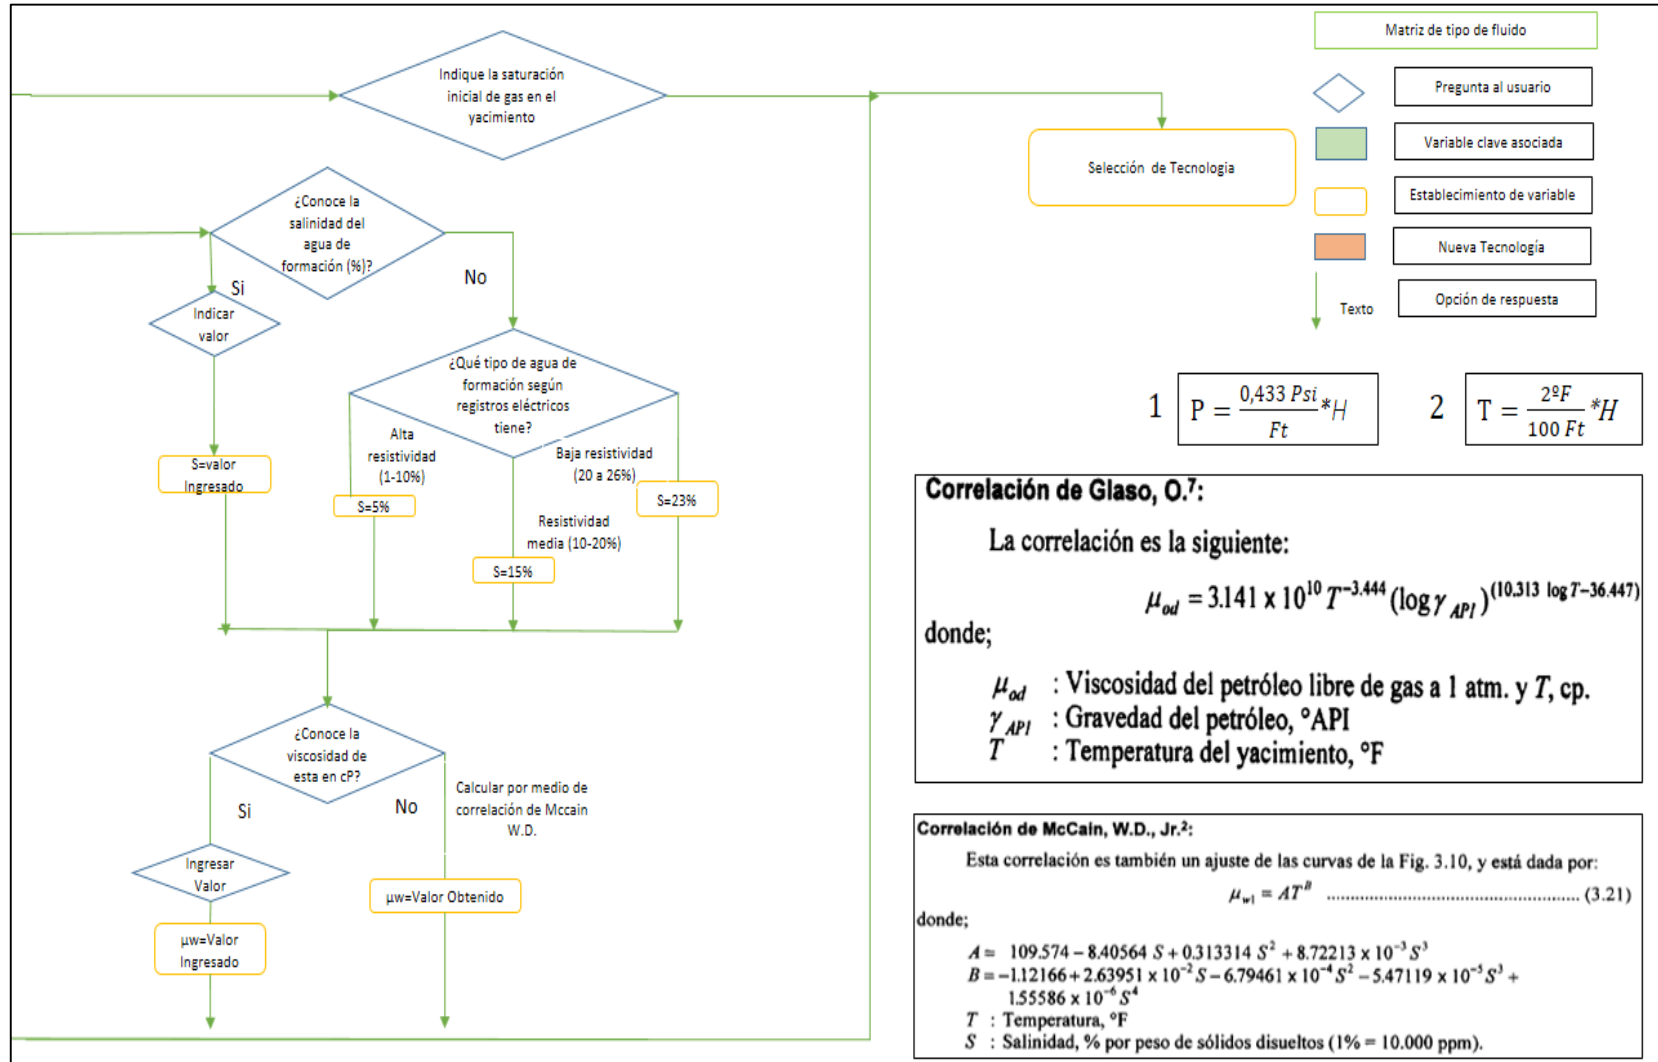 Indique la saturación
inicial de gas en el
yacimiento
¿Conoce la
salinidad del
agua de
formación (%)?
Si
No
Indicar
valor
¿Qué tipo de agua de
formación según
registros eléctricos
tiene?
Alta
resistividad
(1-10%)
Baja resistividad
(20 a 26%)
S=valor
Ingresado
S=5%
S=23%
Resistividad
media (10-20%)
S=15%
¿Conoce la
viscosidad de
esta en cP?
Si
No
Calcular por medio de
correlación de Mccain
W.D.
Ingresar
Valor
μw=Valor Obtenido
μw=Valor
Ingresado
Selección de Tecnologia
Matriz de tipo de fluido
Pregunta al usuario
Variable clave asociada
Establecimiento de variable
Nueva Tecnología
Texto
Opción de respuesta
1 P = 0,433 Psi / Ft *H
2 T = 2ºF / 100 Ft *H
Correlación de Glaso, O.⁷:
La correlación es la siguiente:
μod = 3.141 x 10¹⁰ T⁻³·⁴⁴⁴ (log γ API)^(10.313 log T−36.447)
donde;
μod : Viscosidad del petróleo libre de gas a 1 atm. y T, cp.
γ API : Gravedad del petróleo, °API
T : Temperatura del yacimiento, °F
Correlación de McCain, W.D., Jr.²:
Esta correlación es también un ajuste de las curvas de la Fig. 3.10, y está dada por:
μw1 = AT^B ................................................ (3.21)
donde;
A = 109.574 − 8.40564 S + 0.313314 S² + 8.72213 x 10⁻³ S³
B = −1.12166 + 2.63951 x 10⁻² S − 6.79461 x 10⁻⁴ S² − 5.47119 x 10⁻⁵ S³ +
1.55586 x 10⁻⁶ S⁴
T : Temperatura, °F
S : Salinidad, % por peso de sólidos disueltos (1% = 10.000 ppm).